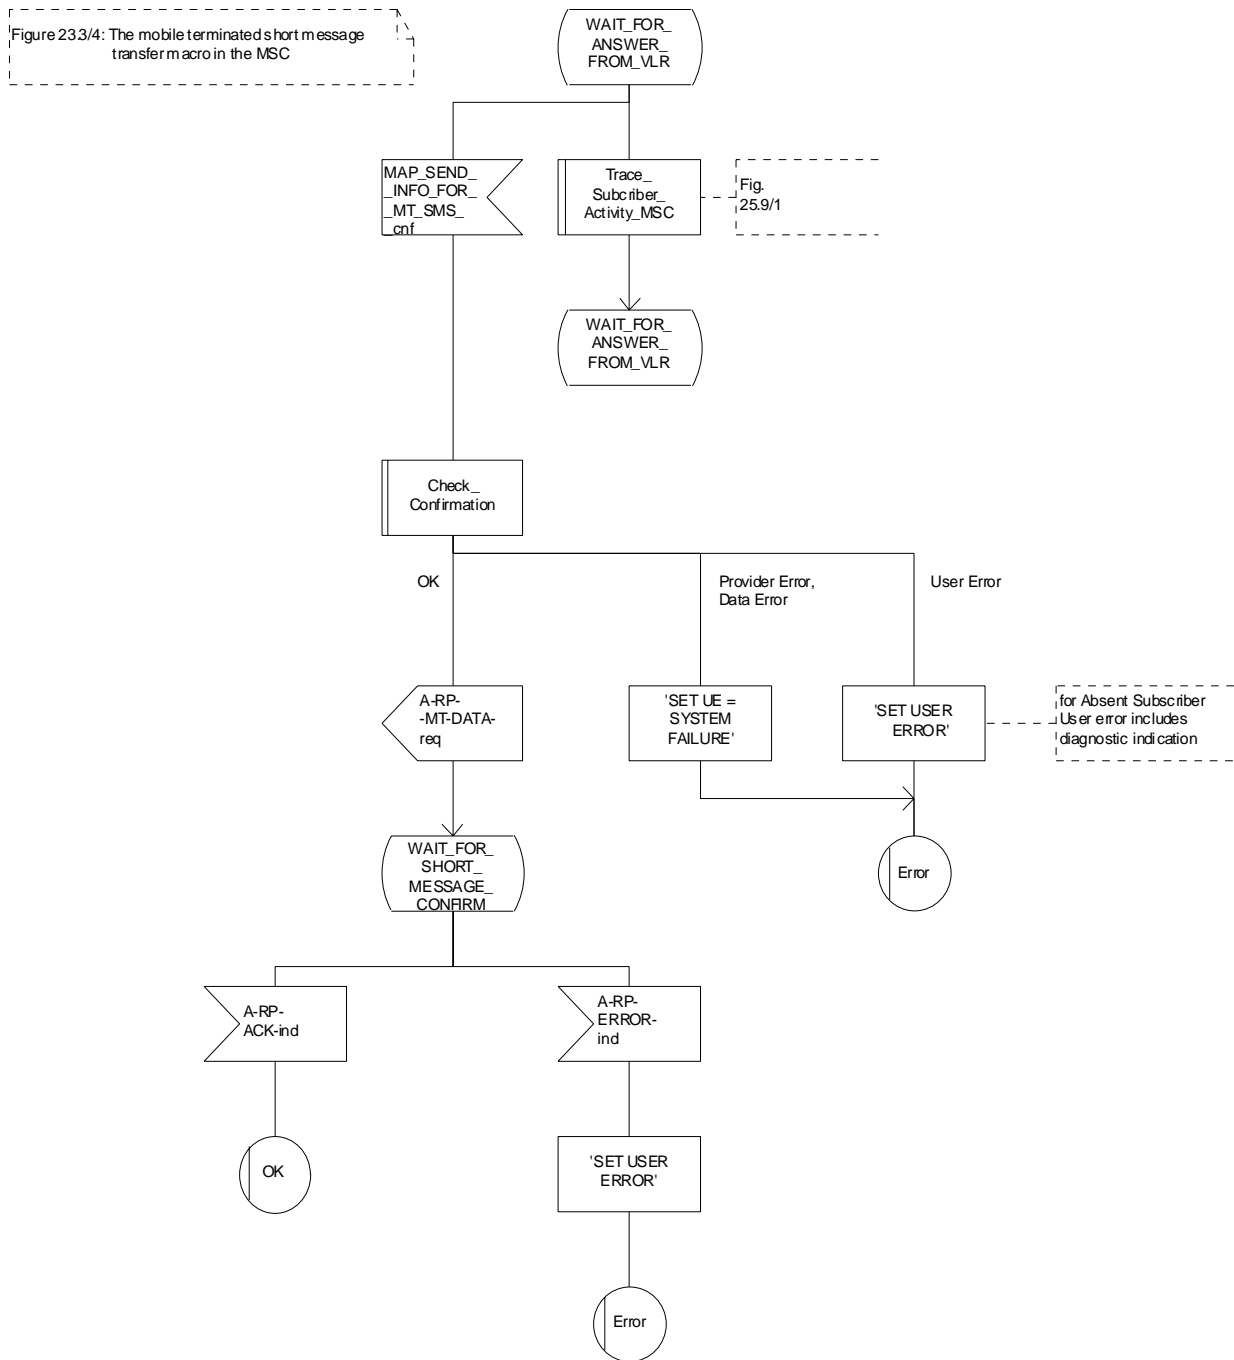 Figure 23.3/4: The mobile terminated short message
transfer macro in the MSC
WAIT_FOR_
ANSWER_
FROM_VLR
MAP_SEND_
_INFO_FOR_
_MT_SMS_
_cnf
Trace_
Subcriber_
Activity_MSC
Fig.
25.9/1
WAIT_FOR_
ANSWER_
FROM_VLR
Check_
Confirmation
OK
Provider Error,
Data Error
User Error
A-RP-
-MT-DATA-
req
'SET UE =
SYSTEM
FAILURE'
'SET USER
ERROR'
for Absent Subscriber
User error includes
diagnostic indication
WAIT_FOR_
SHORT_
MESSAGE_
CONFIRM
Error
A-RP-
ACK-ind
A-RP-
ERROR-
ind
OK
'SET USER
ERROR'
Error